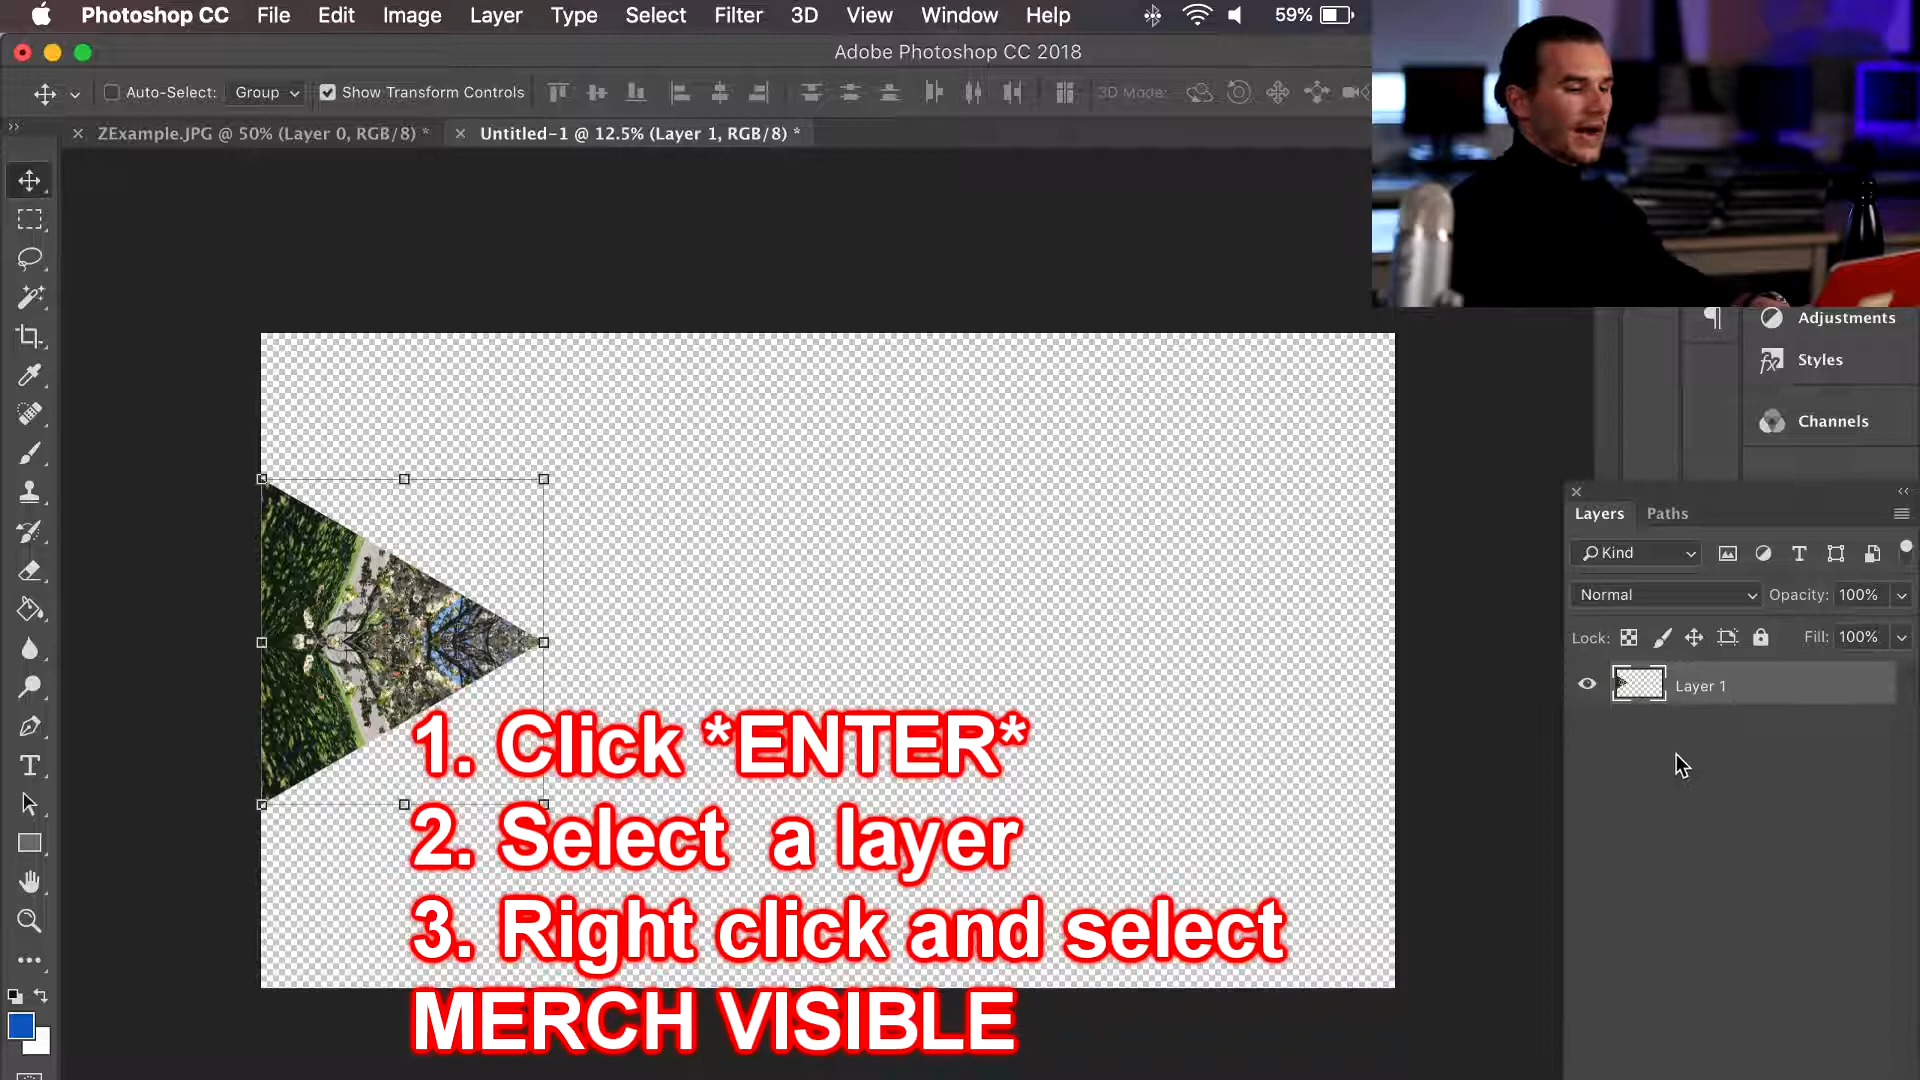 Photoshop CC File Edit Image Layer Type Select Filter 3D View Window Help 59%
Adobe Photoshop CC 2018
Auto-Select: Group Show Transform Controls 3D Mode:
ZExample.JPG @ 50% (Layer 0, RGB/8) * Untitled-1 @ 12.5% (Layer 1, RGB/8) *
Adjustments
Styles
Channels
Layers Paths
Kind
Normal Opacity: 100%
Lock: Fill: 100%
Layer 1
1. Click *ENTER*
2. Select a layer
3. Right click and select
MERCH VISIBLE